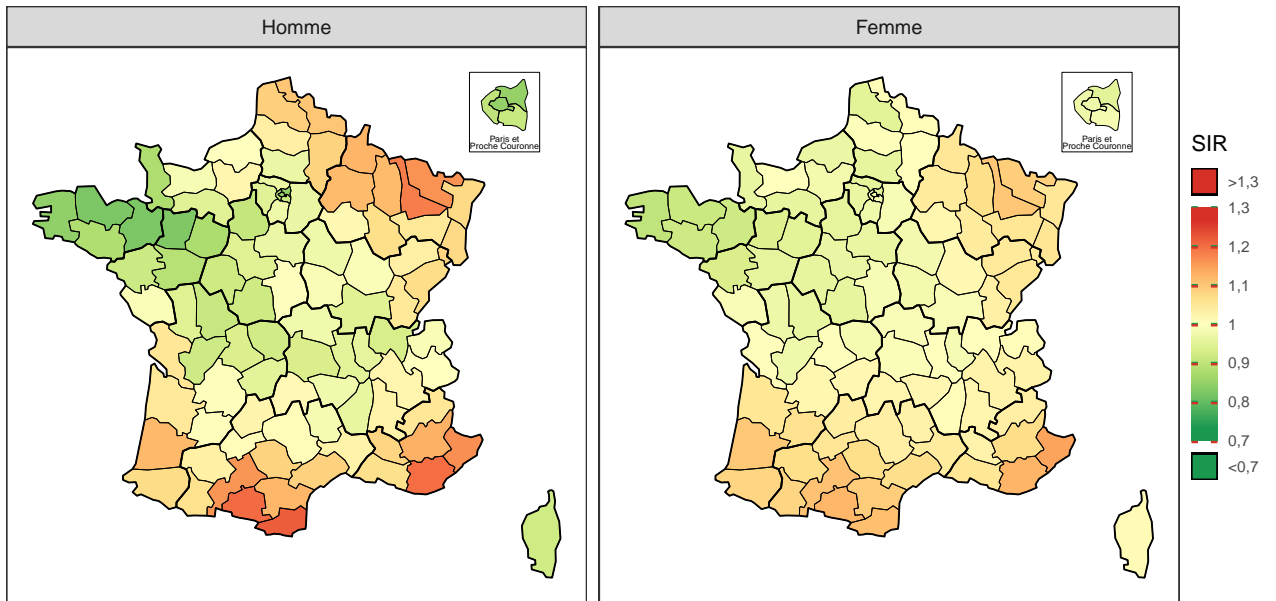 Homme
Femme
Paris et
Proche Couronne
Paris et
Proche Couronne
SIR
>1,3
1,3
1,2
1,1
1
0,9
0,8
0,7
<0,7